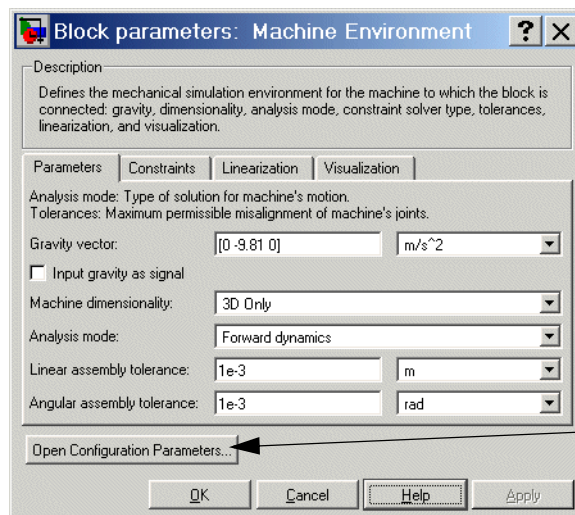 Block parameters: Machine Environment
Description
Defines the mechanical simulation environment for the machine to which the block is
connected: gravity, dimensionality, analysis mode, constraint solver type, tolerances,
linearization, and visualization.
Parameters Constraints Linearization Visualization
Analysis mode: Type of solution for machine's motion.
Tolerances: Maximum permissible misalignment of machine's joints.
Gravity vector: [0 -9.81 0] m/s^2
Input gravity as signal
Machine dimensionality: 3D Only
Analysis mode: Forward dynamics
Linear assembly tolerance: 1e-3 m
Angular assembly tolerance: 1e-3 rad
Open Configuration Parameters...
OK Cancel Help Apply